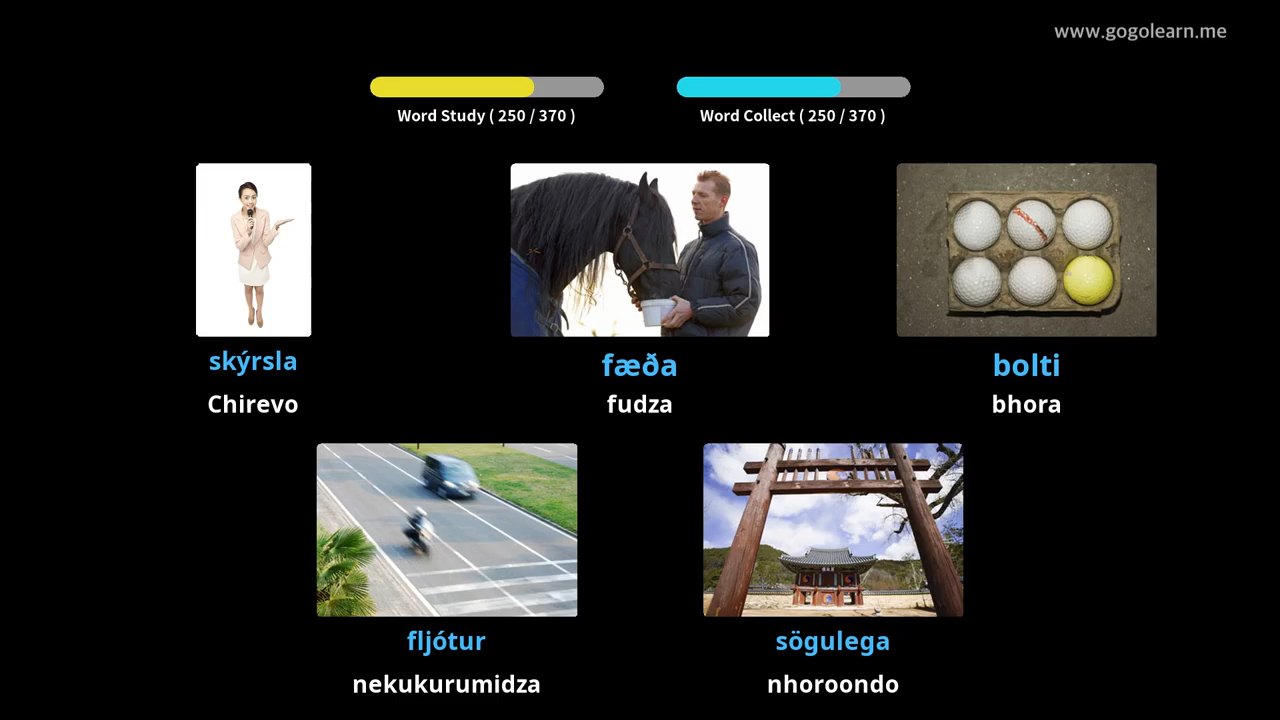 www.gogolearn.me
Word Study ( 250 / 370 )
Word Collect ( 250 / 370 )
skýrsla
Chirevo
fæða
fudza
bolti
bhora
fljótur
nekukurumidza
sögulega
nhoroondo